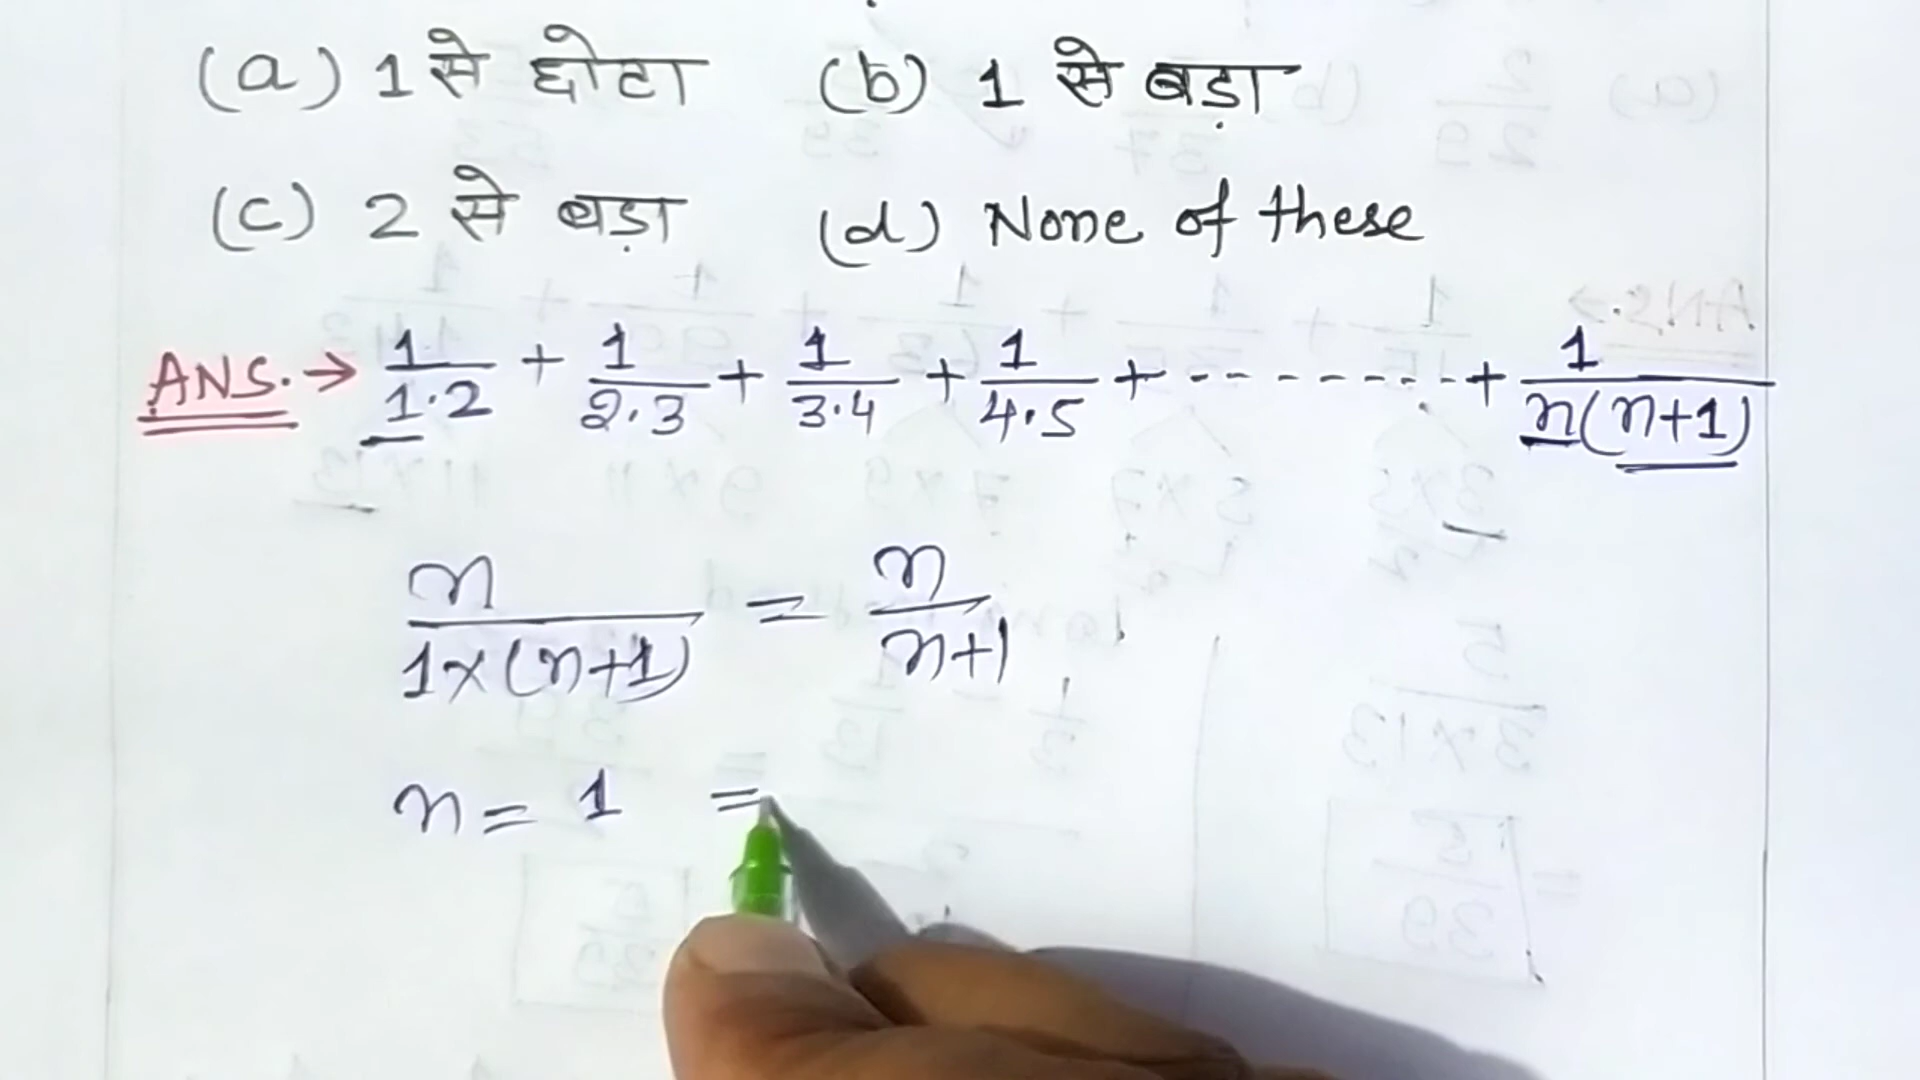 (a) 1 से छोटा (b) 1 से बड़ा
(c) 2 से बड़ा (d) None of these
ANS. → 1/1·2 + 1/2·3 + 1/3·4 + 1/4·5 + -------- + 1/n(n+1)
n/1×(n+1) = n/n+1
n = 1 =